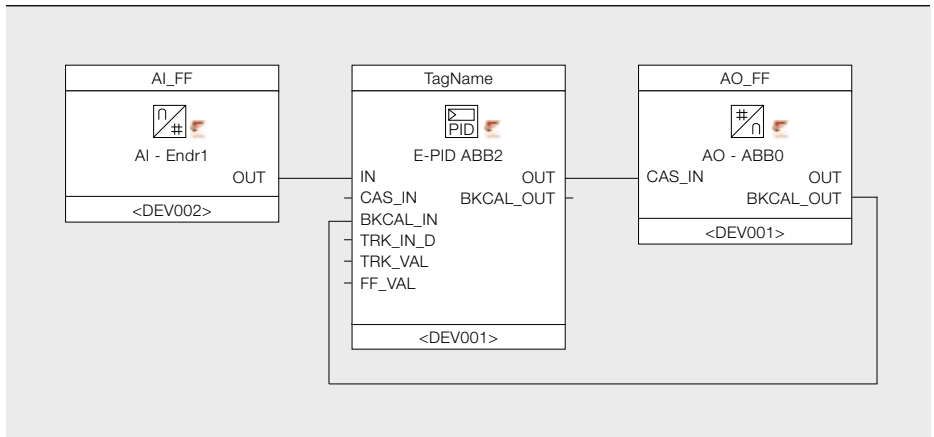 AI_FF
AI - Endr1
OUT
<DEV002>
TagName
PID
E-PID ABB2
IN OUT
CAS_IN BKCAL_OUT
BKCAL_IN
TRK_IN_D
TRK_VAL
FF_VAL
<DEV001>
AO_FF
AO - ABB0
CAS_IN OUT
BKCAL_OUT
<DEV001>